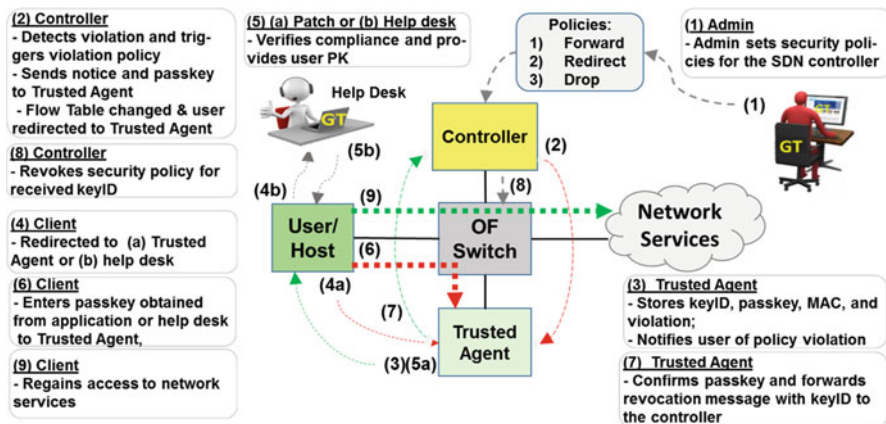 (2) Controller
- Detects violation and trig-
gers violation policy
- Sends notice and passkey
to Trusted Agent
- Flow Table changed & user
redirected to Trusted Agent
(8) Controller
- Revokes security policy for
received keyID
(4) Client
- Redirected to (a) Trusted
Agent or (b) help desk
(6) Client
- Enters passkey obtained
from application or help desk
to Trusted Agent,
(9) Client
- Regains access to network
services
(5) (a) Patch or (b) Help desk
- Verifies compliance and pro-
vides user PK
Help Desk
GT
(5b)
(4b)
Policies:
1) Forward
2) Redirect
3) Drop
(1) Admin
- Admin sets security poli-
cies for the SDN controller
(1)
GT
Controller
(2)
(8)
(9)
User/
Host
(6)
OF
Switch
Network
Services
(4a)
(7)
Trusted
Agent
(3)(5a)
(3) Trusted Agent
- Stores keyID, passkey, MAC, and
violation;
- Notifies user of policy violation
(7) Trusted Agent
- Confirms passkey and forwards
revocation message with keyID to
the controller